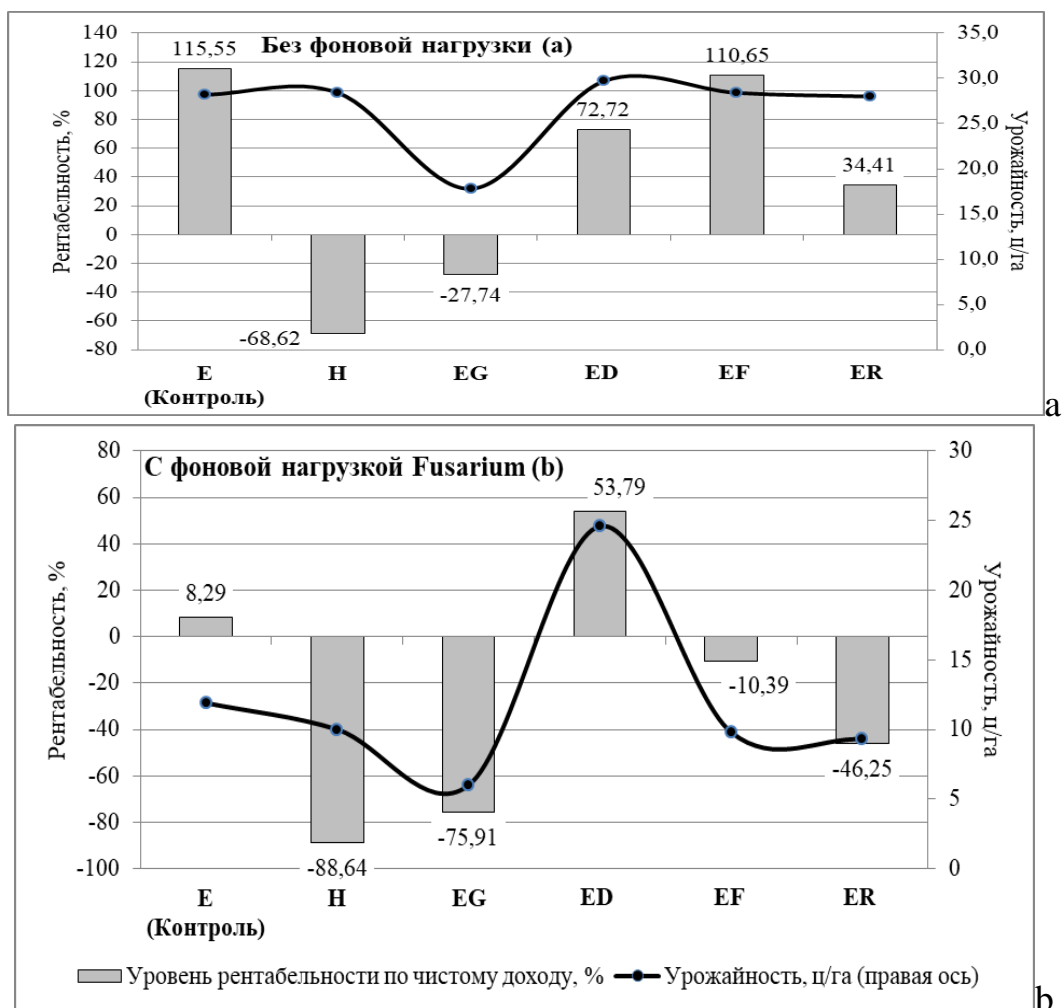 Без фоновой нагрузки (a)
Рентабельность, %
140
120
100
80
60
40
20
0
-20
-40
-60
-80
115,55
-68,62
-27,74
72,72
110,65
34,41
35,0
30,0
25,0
20,0
15,0
10,0
5,0
0,0
Урожайность, ц/га
E
(Контроль)
H
EG
ED
EF
ER
a
С фоновой нагрузкой Fusarium (b)
Рентабельность, %
80
60
40
20
0
-20
-40
-60
-80
-100
8,29
-88,64
-75,91
53,79
-10,39
-46,25
30
25
20
15
10
5
0
Урожайность, ц/га
E
(Контроль)
H
EG
ED
EF
ER
Уровень рентабельности по чистому доходу, %
Урожайность, ц/га (правая ось)
b